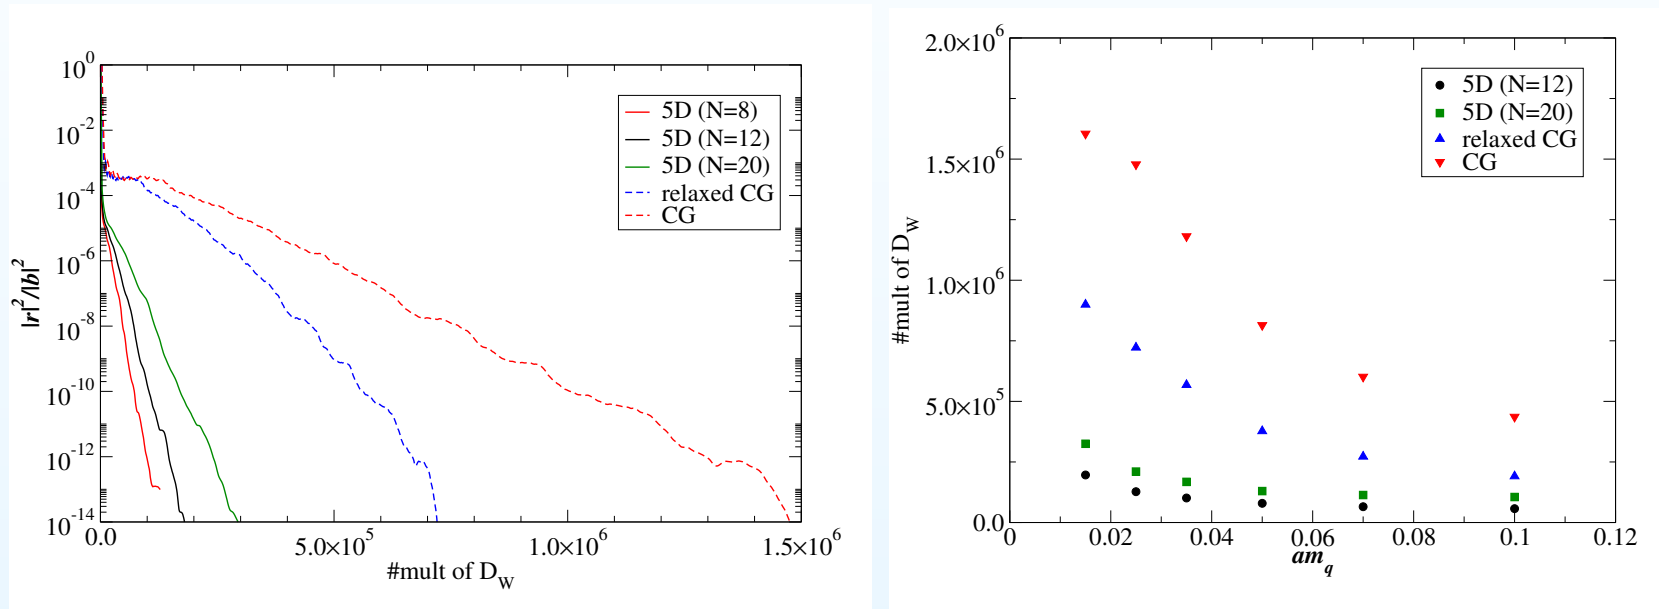 10^0
10^-2
10^-4
10^-6
10^-8
10^-10
10^-12
10^-14
|r|^2/|b|^2
5D (N=8)
5D (N=12)
5D (N=20)
relaxed CG
CG
0.0
5.0×10^5
1.0×10^6
1.5×10^6
#mult of D_W
2.0×10^6
1.5×10^6
1.0×10^6
5.0×10^5
0.0
#mult of D_W
5D (N=12)
5D (N=20)
relaxed CG
CG
0
0.02
0.04
0.06
0.08
0.1
0.12
am_q